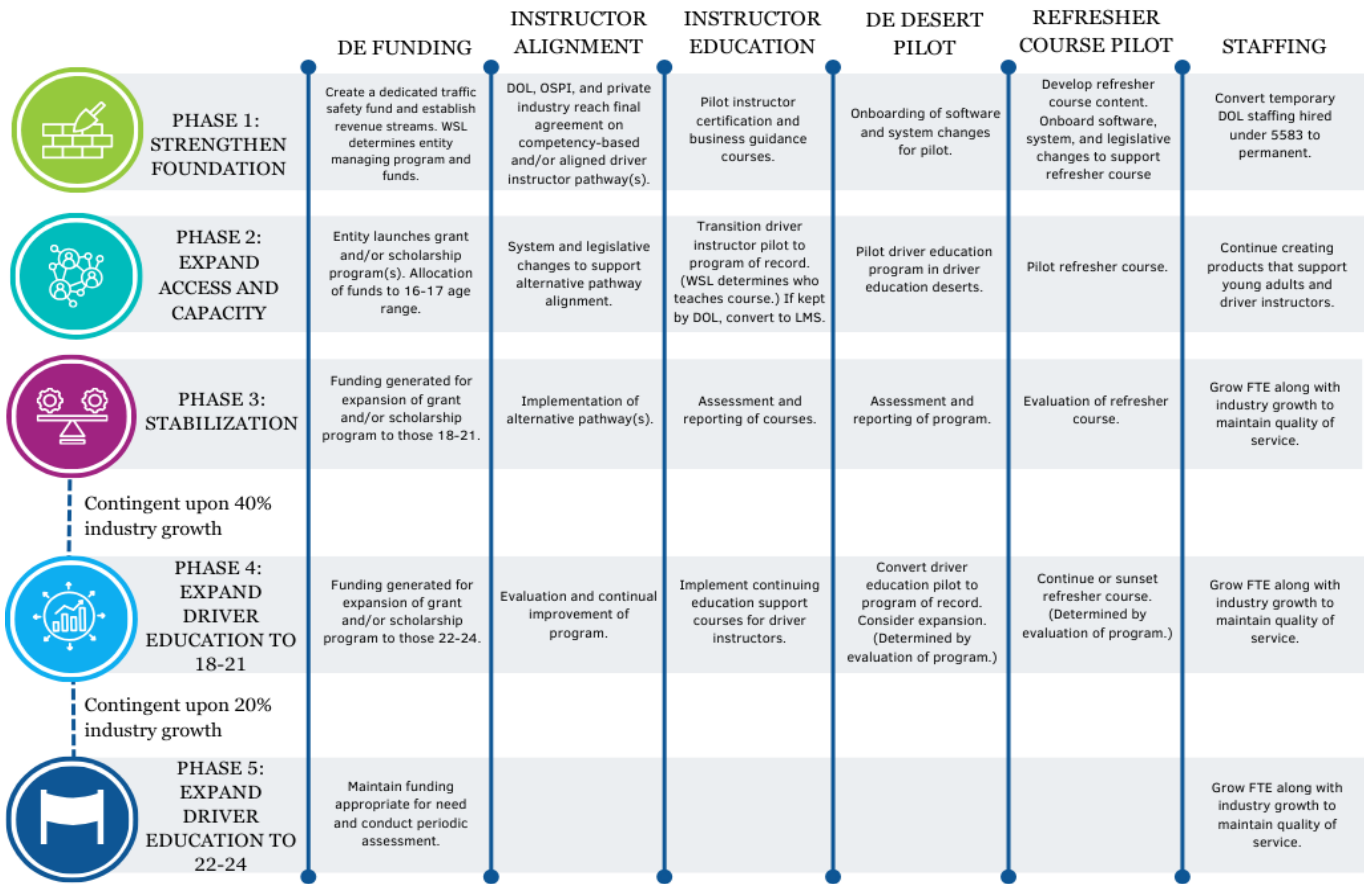 DE FUNDING
INSTRUCTOR
ALIGNMENT
INSTRUCTOR
EDUCATION
DE DESERT
PILOT
REFRESHER
COURSE PILOT
STAFFING
PHASE 1:
STRENGTHEN
FOUNDATION
Create a dedicated traffic
safety fund and establish
revenue streams. WSL
determines entity
managing program and
funds.
DOL, OSPI, and private
industry reach final
agreement on
competency-based
and/or aligned driver
instructor pathway(s).
Pilot instructor
certification and
business guidance
courses.
Onboarding of software
and system changes
for pilot.
Develop refresher
course content.
Onboard software,
system, and legislative
changes to support
refresher course
Convert temporary
DOL staffing hired
under 5583 to
permanent.
PHASE 2:
EXPAND
ACCESS AND
CAPACITY
Entity launches grant
and/or scholarship
program(s). Allocation
of funds to 16-17 age
range.
System and legislative
changes to support
alternative pathway
alignment.
Transition driver
instructor pilot to
program of record.
(WSL determines who
teaches course.) If kept
by DOL, convert to LMS.
Pilot driver education
program in driver
education deserts.
Pilot refresher course.
Continue creating
products that support
young adults and
driver instructors.
PHASE 3:
STABILIZATION
Funding generated for
expansion of grant
and/or scholarship
program to those 18-21.
Implementation of
alternative pathway(s).
Assessment and
reporting of courses.
Assessment and
reporting of program.
Evaluation of refresher
course.
Grow FTE along with
industry growth to
maintain quality of
service.
Contingent upon 40%
industry growth
PHASE 4:
EXPAND
DRIVER
EDUCATION TO
18-21
Funding generated for
expansion of grant
and/or scholarship
program to those 22-24.
Evaluation and continual
improvement of
program.
Implement continuing
education support
courses for driver
instructors.
Convert driver
education pilot to
program of record.
Consider expansion.
(Determined by
evaluation of program.)
Continue or sunset
refresher course.
(Determined by
evaluation of program.)
Grow FTE along with
industry growth to
maintain quality of
service.
Contingent upon 20%
industry growth
PHASE 5:
EXPAND
DRIVER
EDUCATION TO
22-24
Maintain funding
appropriate for need
and conduct periodic
assessment.
Grow FTE along with
industry growth to
maintain quality of
service.